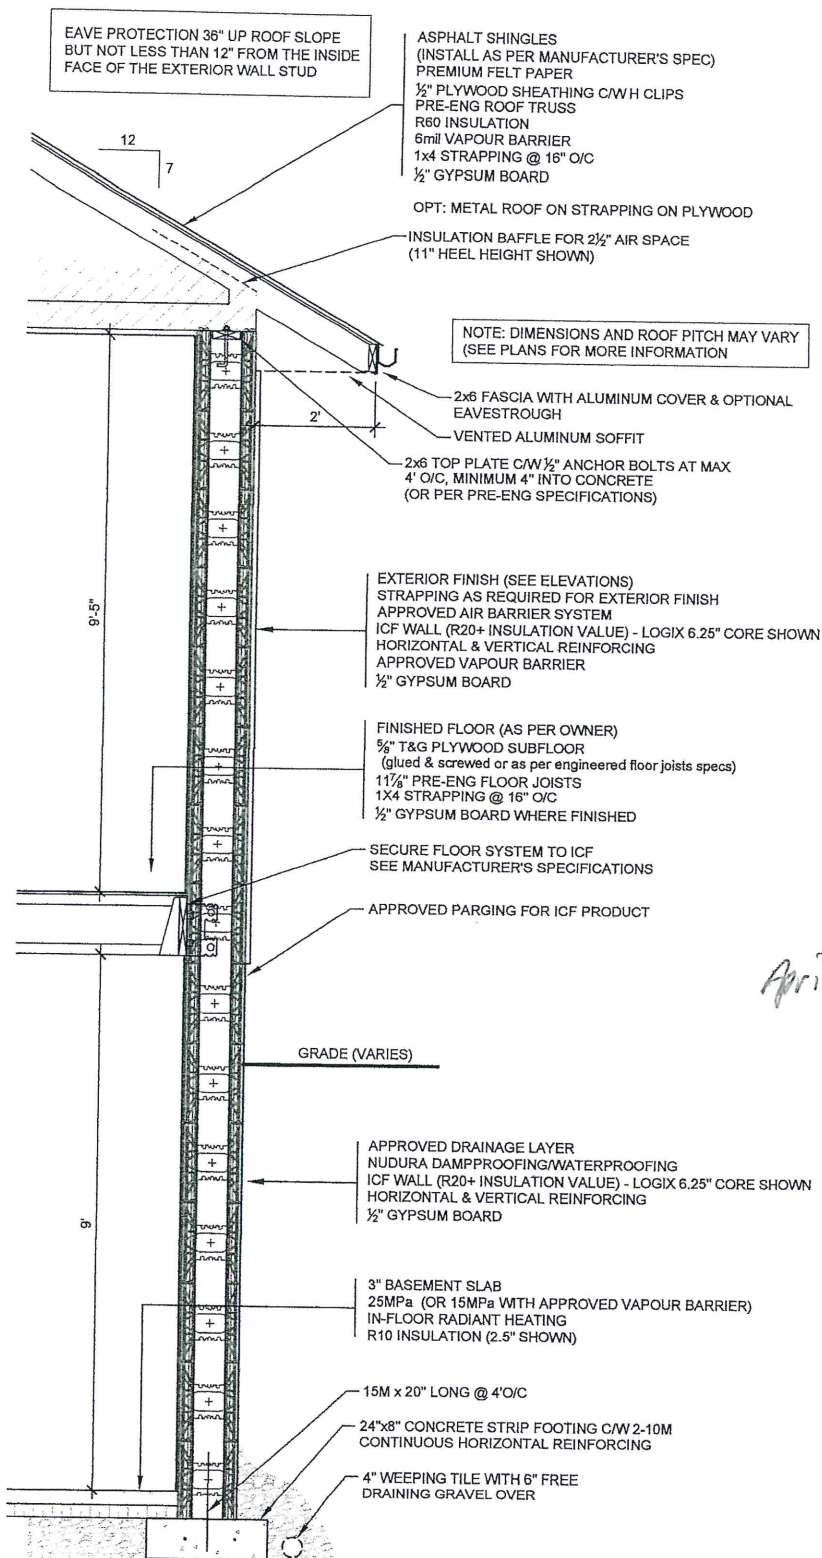 EAVE PROTECTION 36" UP ROOF SLOPE
BUT NOT LESS THAN 12" FROM THE INSIDE
FACE OF THE EXTERIOR WALL STUD
ASPHALT SHINGLES
(INSTALL AS PER MANUFACTURER'S SPEC)
PREMIUM FELT PAPER
½" PLYWOOD SHEATHING C/W H CLIPS
PRE-ENG ROOF TRUSS
R60 INSULATION
6mil VAPOUR BARRIER
1x4 STRAPPING @ 16" O/C
½" GYPSUM BOARD
12
7
OPT: METAL ROOF ON STRAPPING ON PLYWOOD
INSULATION BAFFLE FOR 2½" AIR SPACE
(11" HEEL HEIGHT SHOWN)
NOTE: DIMENSIONS AND ROOF PITCH MAY VARY
(SEE PLANS FOR MORE INFORMATION
2x6 FASCIA WITH ALUMINUM COVER & OPTIONAL
EAVESTROUGH
2'
VENTED ALUMINUM SOFFIT
2x6 TOP PLATE C/W ½" ANCHOR BOLTS AT MAX
4' O/C, MINIMUM 4" INTO CONCRETE
(OR PER PRE-ENG SPECIFICATIONS)
9'-5"
EXTERIOR FINISH (SEE ELEVATIONS)
STRAPPING AS REQUIRED FOR EXTERIOR FINISH
APPROVED AIR BARRIER SYSTEM
ICF WALL (R20+ INSULATION VALUE) - LOGIX 6.25" CORE SHOWN
HORIZONTAL & VERTICAL REINFORCING
APPROVED VAPOUR BARRIER
½" GYPSUM BOARD
FINISHED FLOOR (AS PER OWNER)
⅝" T&G PLYWOOD SUBFLOOR
(glued & screwed or as per engineered floor joists specs)
11⅞" PRE-ENG FLOOR JOISTS
1X4 STRAPPING @ 16" O/C
½" GYPSUM BOARD WHERE FINISHED
SECURE FLOOR SYSTEM TO ICF
SEE MANUFACTURER'S SPECIFICATIONS
APPROVED PARGING FOR ICF PRODUCT
Apri
GRADE (VARIES)
APPROVED DRAINAGE LAYER
NUDURA DAMPPROOFING/WATERPROOFING
ICF WALL (R20+ INSULATION VALUE) - LOGIX 6.25" CORE SHOWN
HORIZONTAL & VERTICAL REINFORCING
½" GYPSUM BOARD
9'
3" BASEMENT SLAB
25MPa (OR 15MPa WITH APPROVED VAPOUR BARRIER)
IN-FLOOR RADIANT HEATING
R10 INSULATION (2.5" SHOWN)
15M x 20" LONG @ 4'O/C
24"x8" CONCRETE STRIP FOOTING C/W 2-10M
CONTINUOUS HORIZONTAL REINFORCING
4" WEEPING TILE WITH 6" FREE
DRAINING GRAVEL OVER